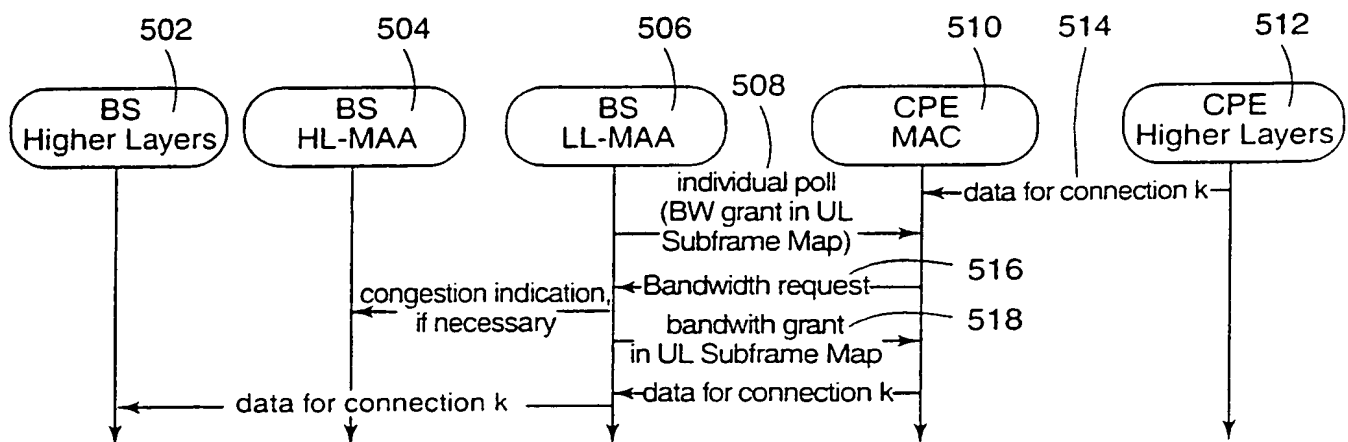 502
504
506
508
510
514
512
BS
Higher Layers
BS
HL-MAA
BS
LL-MAA
CPE
MAC
CPE
Higher Layers
individual poll
(BW grant in UL
Subframe Map)
data for connection k
Bandwidth request
516
congestion indication,
if necessary
bandwith grant
in UL Subframe Map
518
data for connection k
data for connection k